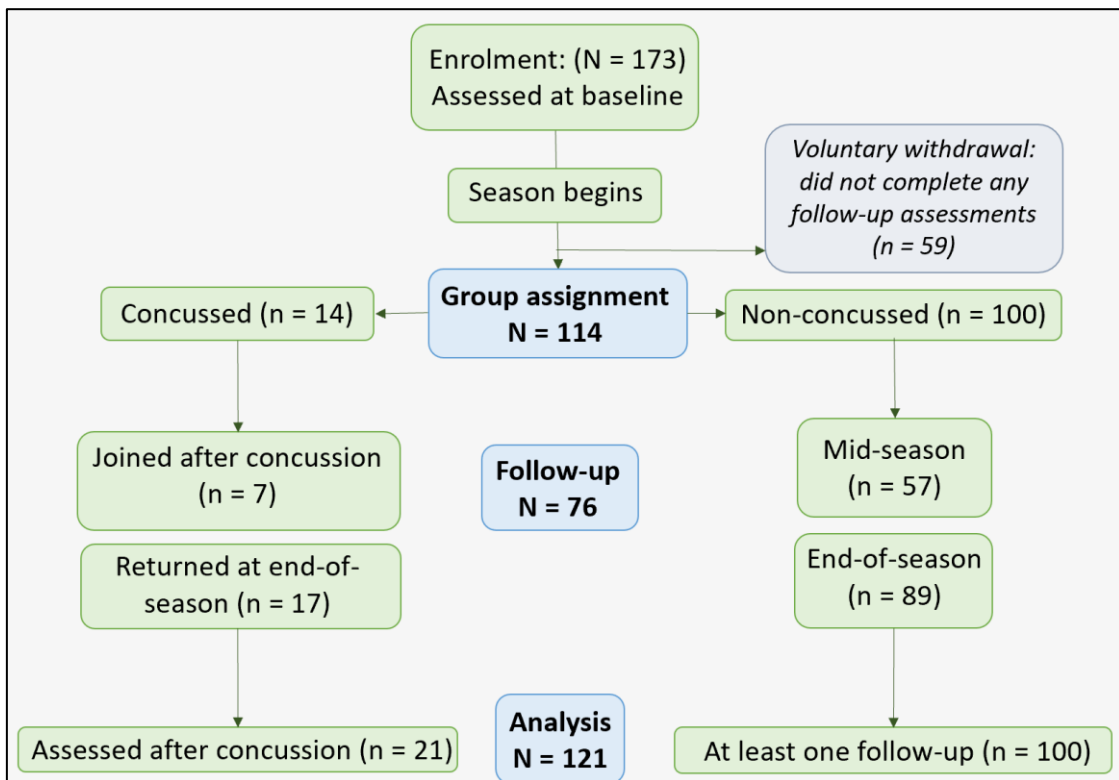 Enrolment: (N = 173)
Assessed at baseline
Voluntary withdrawal:
did not complete any
follow-up assessments
(n = 59)
Season begins
Group assignment
N = 114
Concussed (n = 14)
Non-concussed (n = 100)
Joined after concussion
(n = 7)
Follow-up
N = 76
Mid-season
(n = 57)
Returned at end-of-
season (n = 17)
End-of-season
(n = 89)
Analysis
N = 121
Assessed after concussion (n = 21)
At least one follow-up (n = 100)